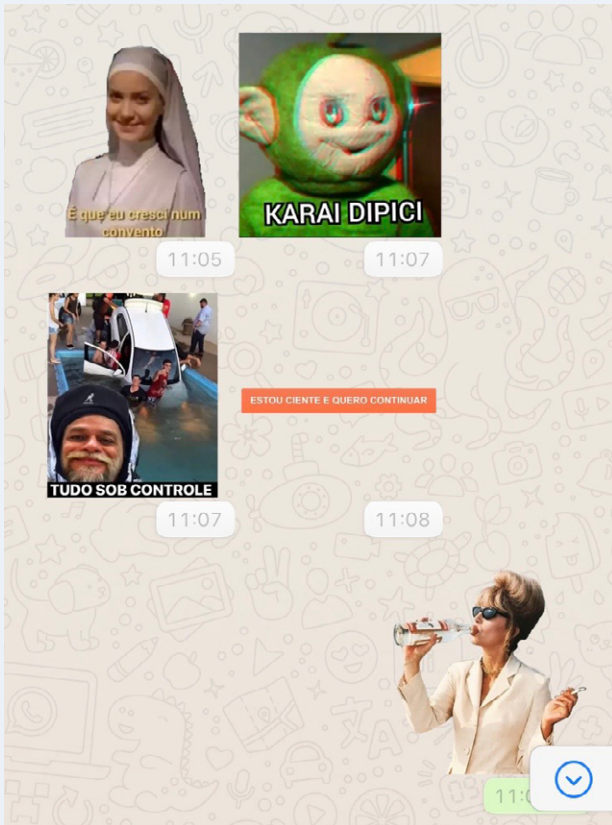 É que eu cresci num
convento
KARAI DIPICI
11:05
11:07
TUDO SOB CONTROLE
ESTOU CIENTE E QUERO CONTINUAR
11:07
11:08